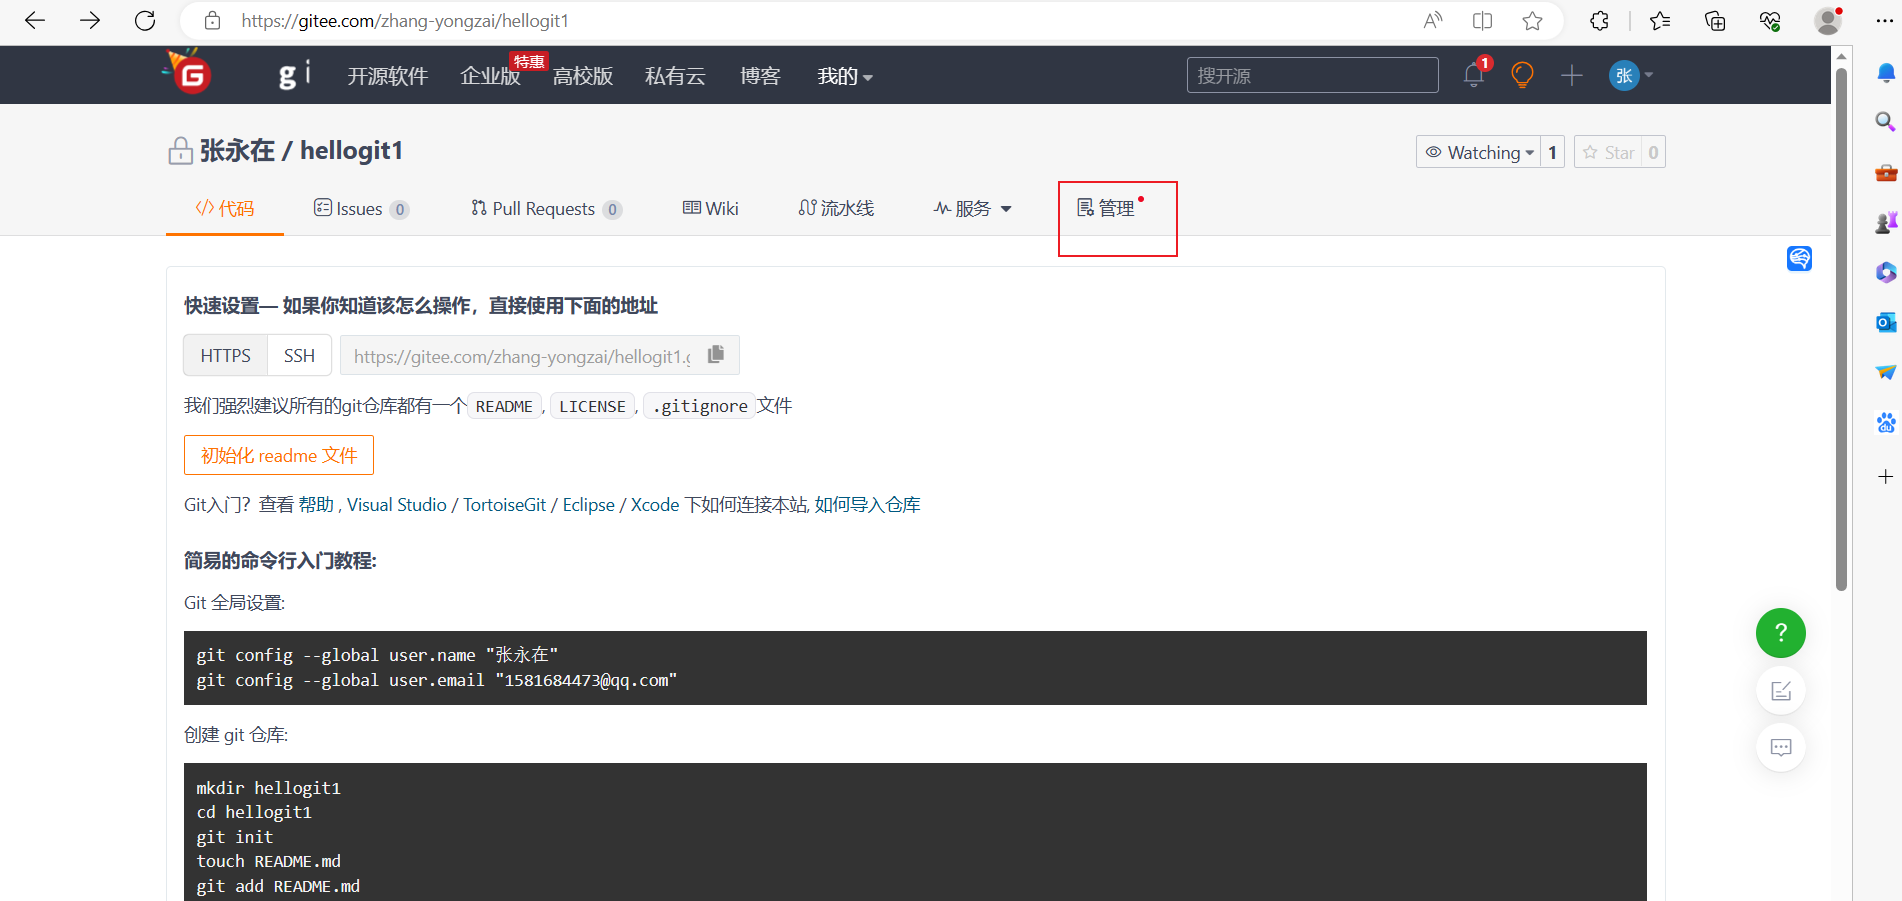 https://gitee.com/zhang-yongzai/hellogit1
G g i 开源软件 企业版 特惠 高校版 私有云 博客 我的 搜开源 1 张
张永在 / hellogit1 Watching 1 Star 0
代码 Issues 0 Pull Requests 0 Wiki 流水线 服务 管理
快速设置— 如果你知道该怎么操作，直接使用下面的地址
HTTPS SSH https://gitee.com/zhang-yongzai/hellogit1.g
我们强烈建议所有的git仓库都有一个 README, LICENSE, .gitignore 文件
初始化 readme 文件
Git入门？查看 帮助 , Visual Studio / TortoiseGit / Eclipse / Xcode 下如何连接本站, 如何导入仓库
简易的命令行入门教程:
Git 全局设置:
git config --global user.name "张永在"
git config --global user.email "1581684473@qq.com"
创建 git 仓库:
mkdir hellogit1
cd hellogit1
git init
touch README.md
git add README.md